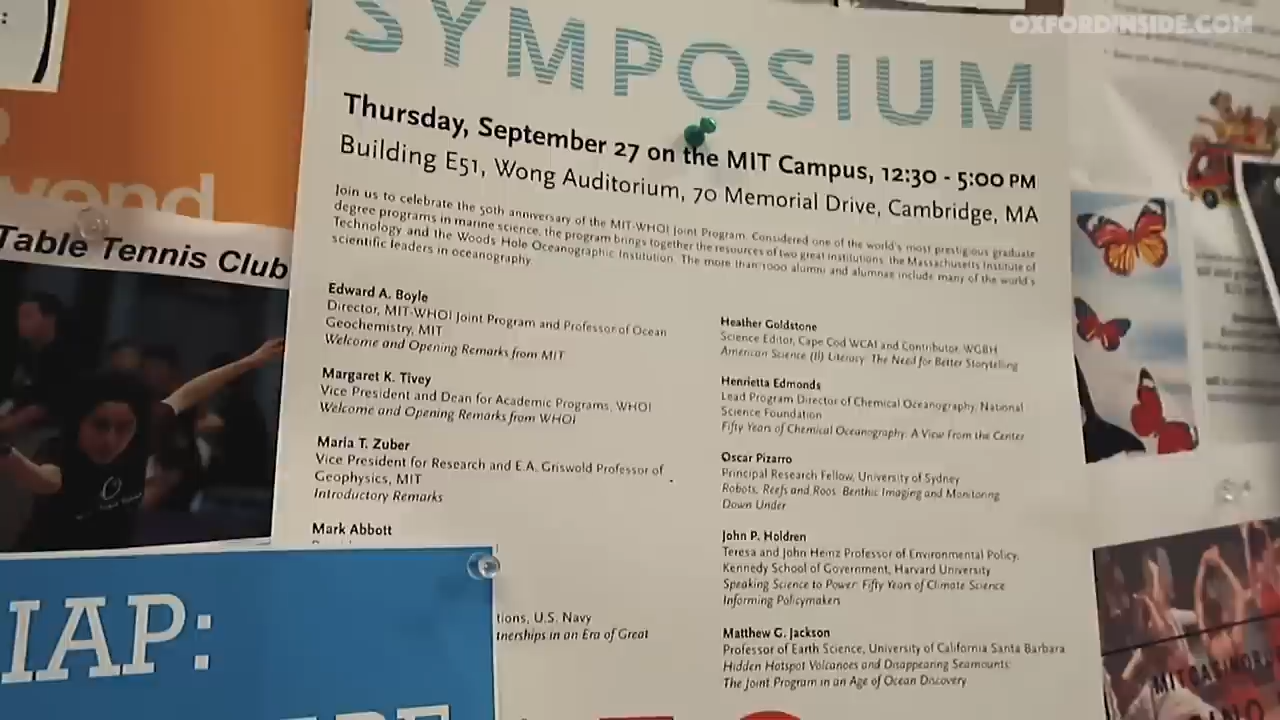 OXFORDINSIDE.COM
SYMPOSIUM
Thursday, September 27 on the MIT Campus, 12:30 - 5:00 PM
Building E51, Wong Auditorium, 70 Memorial Drive, Cambridge, MA
Join us to celebrate the 50th anniversary of the MIT-WHOI Joint Program. Considered one of the world's most prestigious graduate
degree programs in marine science, the program brings together the resources of two great institutions: the Massachusetts Institute of
Technology and the Woods Hole Oceanographic Institution. The more than 1000 alumni and alumnae include many of the world's
scientific leaders in oceanography.
Edward A. Boyle
Director, MIT-WHOI Joint Program and Professor of Ocean
Geochemistry, MIT
Welcome and Opening Remarks from MIT
Margaret K. Tivey
Vice President and Dean for Academic Programs, WHOI
Welcome and Opening Remarks from WHOI
Maria T. Zuber
Vice President for Research and E.A. Griswold Professor of
Geophysics, MIT
Introductory Remarks
Mark Abbott
tions, U.S. Navy
tnerships in an Era of Great
Heather Goldstone
Science Editor, Cape Cod WCAI and Contributor, WGBH
American Science (Il) Literacy: The Need for Better Storytelling
Henrietta Edmonds
Lead Program Director of Chemical Oceanography, National
Science Foundation
Fifty Years of Chemical Oceanography: A View From the Center
Oscar Pizarro
Principal Research Fellow, University of Sydney
Robots, Reefs and Roos: Benthic Imaging and Monitoring
Down Under
John P. Holdren
Teresa and John Heinz Professor of Environmental Policy,
Kennedy School of Government, Harvard University
Speaking Science to Power: Fifty Years of Climate Science
Informing Policymakers
Matthew G. Jackson
Professor of Earth Science, University of California Santa Barbara
Hidden Hotspot Volcanoes and Disappearing Seamounts:
The Joint Program in an Age of Ocean Discovery
yond
Table Tennis Club
IAP: